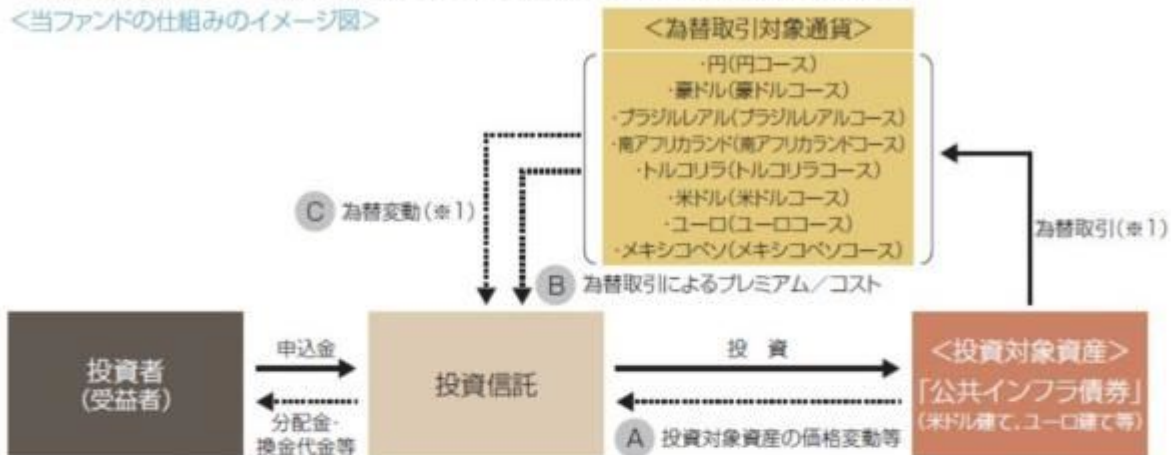 <当ファンドの仕組みのイメージ図>
<為替取引対象通貨>
・円(円コース)
・豪ドル(豪ドルコース)
・ブラジルレアル(ブラジルレアルコース)
・南アフリカランド(南アフリカランドコース)
・トルコリラ(トルコリラコース)
・米ドル(米ドルコース)
・ユーロ(ユーロコース)
・メキシコペソ(メキシコペソコース)
C 為替変動(※1)
為替取引(※1)
B 為替取引によるプレミアム/コスト
投資者
(受益者)
申込金
分配金・
換金代金等
投資信託
投 資
A 投資対象資産の価格変動等
<投資対象資産>
「公共インフラ債券」
(米ドル建て、ユーロ建て等)